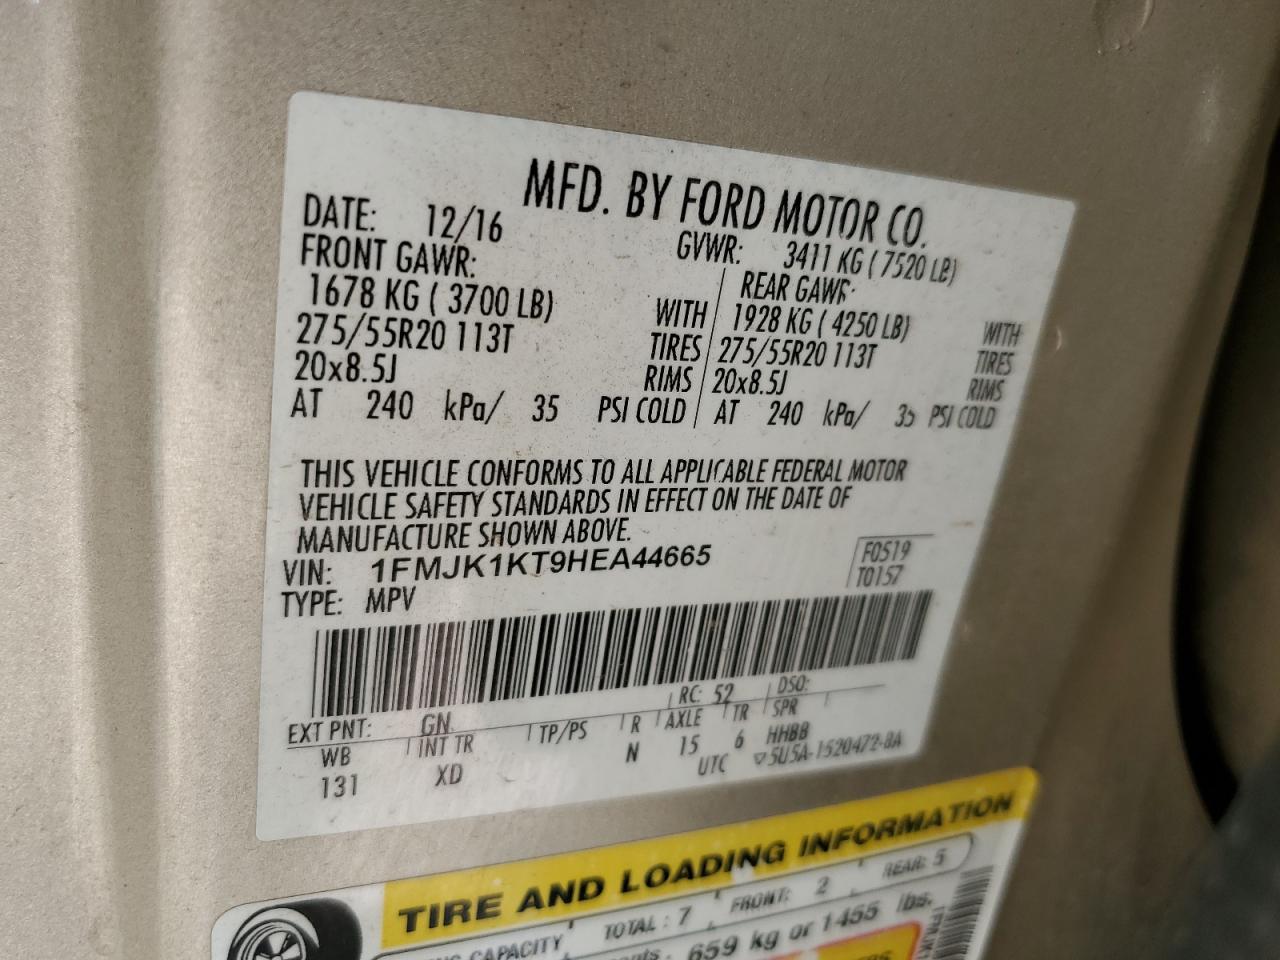 MFD. BY FORD MOTOR CO.
DATE: 12/16 GVWR: 3411 KG ( 7520 LB)
FRONT GAWR: REAR GAWR:
1678 KG ( 3700 LB) WITH 1928 KG ( 4250 LB) WITH
275/55R20 113T TIRES 275/55R20 113T TIRES
20x8.5J RIMS 20x8.5J RIMS
AT 240 kPa/ 35 PSI COLD AT 240 kPa/ 35 PSI COLD
THIS VEHICLE CONFORMS TO ALL APPLICABLE FEDERAL MOTOR
VEHICLE SAFETY STANDARDS IN EFFECT ON THE DATE OF
MANUFACTURE SHOWN ABOVE.
VIN: 1FMJK1KT9HEA44665 F0519
TYPE: MPV T0157
EXT PNT: GN RC: 52 DSO:
WB INT TR TP/PS R AXLE TR SPR
131 XD N 15 6 HHBB
UTC ▽5U5A-1520472-BA
TIRE AND LOADING INFORMATION
CAPACITY TOTAL : 7 FRONT: 2 REAR: 5
659 kg or 1455 lbs.